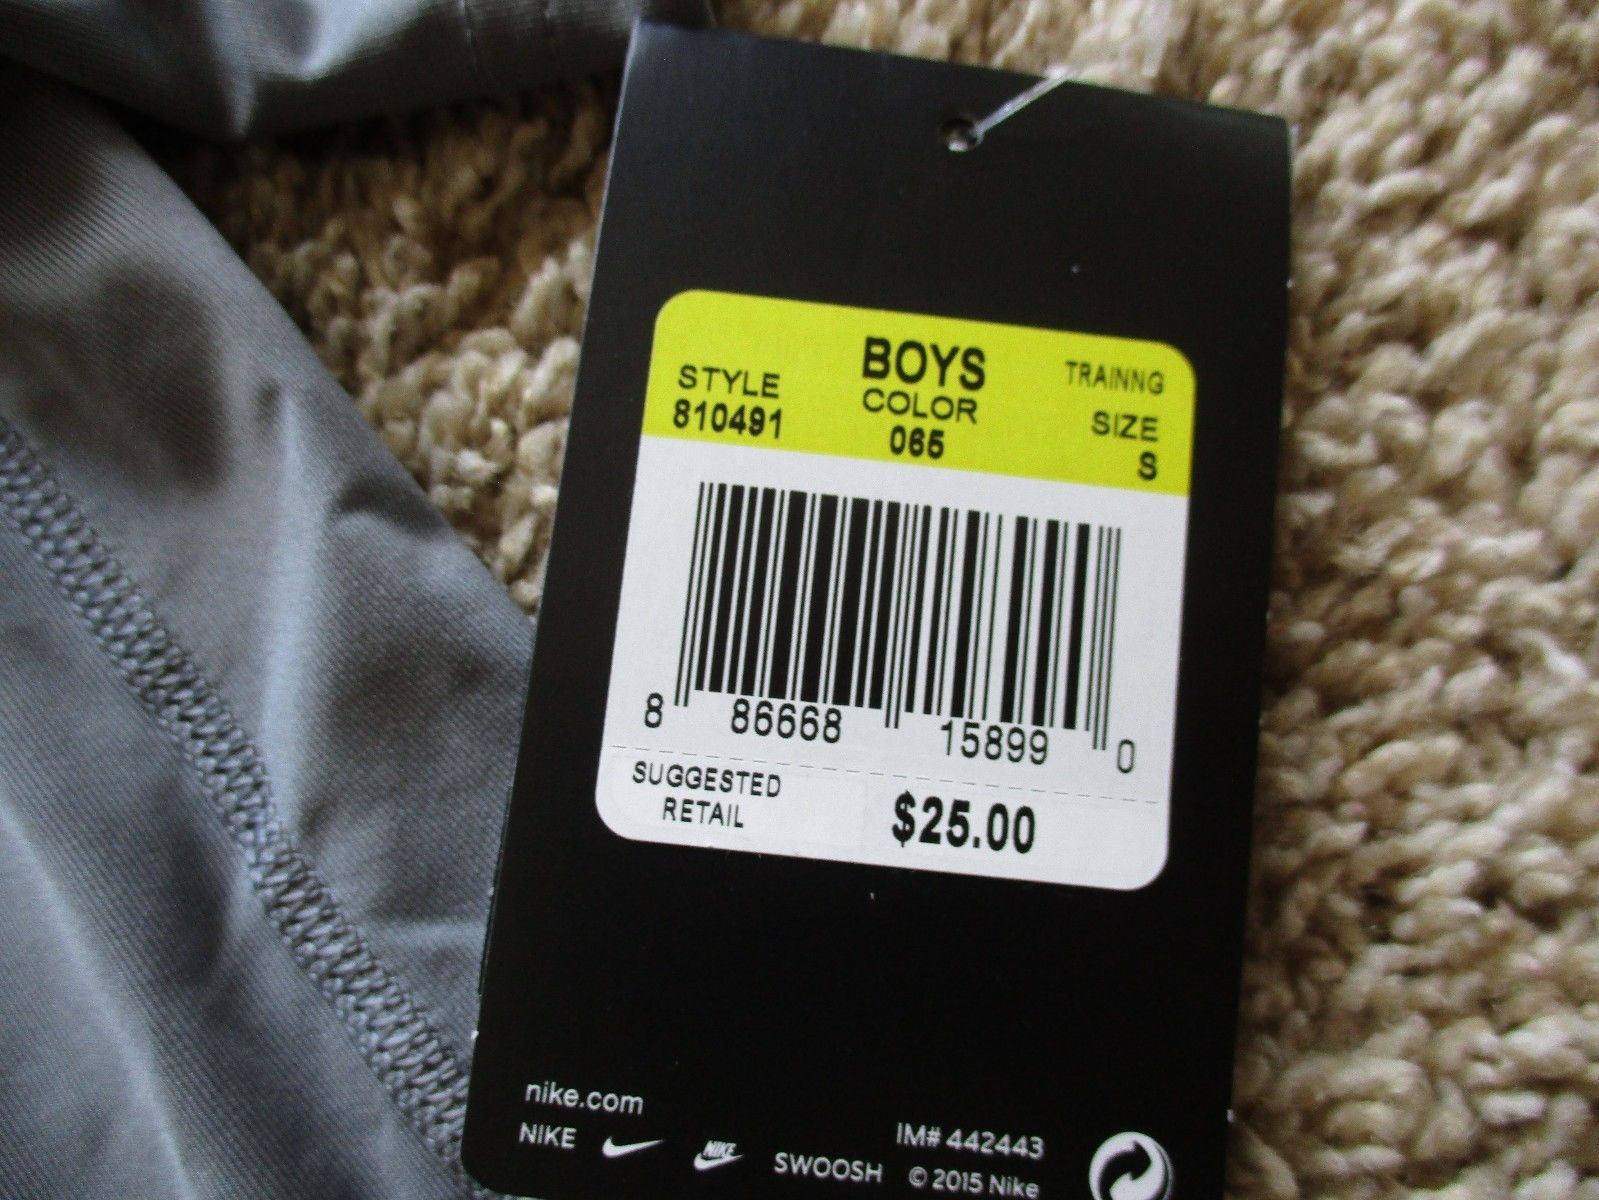 BOYS
TRAINNG
STYLE COLOR SIZE
810491 065 S
8 86668 15899 0
SUGGESTED
RETAIL
$25.00
nike.com
NIKE NIKE SWOOSH
IM# 442443
© 2015 Nike